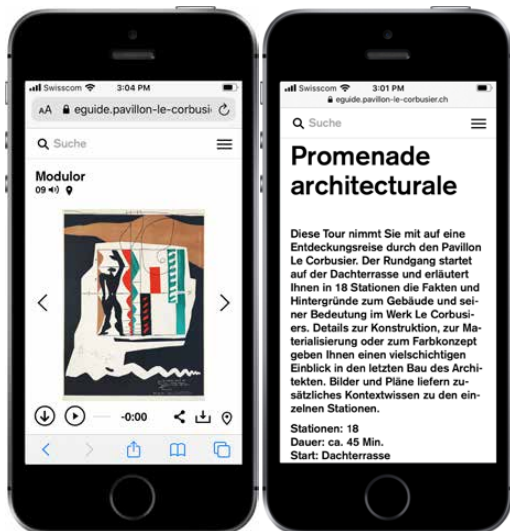 Swisscom 3:04 PM
AA eguide.pavillon-le-corbusi
Suche
Modulor
09
-0:00
Swisscom 3:01 PM
eguide.pavillon-le-corbusier.ch
Suche
Promenade
architecturale
Diese Tour nimmt Sie mit auf eine
Entdeckungsreise durch den Pavillon
Le Corbusier. Der Rundgang startet
auf der Dachterrasse und erläutert
Ihnen in 18 Stationen die Fakten und
Hintergründe zum Gebäude und sei-
ner Bedeutung im Werk Le Corbusi-
ers. Details zur Konstruktion, zur Ma-
terialisierung oder zum Farbkonzept
geben Ihnen einen vielschichtigen
Einblick in den letzten Bau des Archi-
tekten. Bilder und Pläne liefern zu-
sätzliches Kontextwissen zu den ein-
zelnen Stationen.
Stationen: 18
Dauer: ca. 45 Min.
Start: Dachterrasse